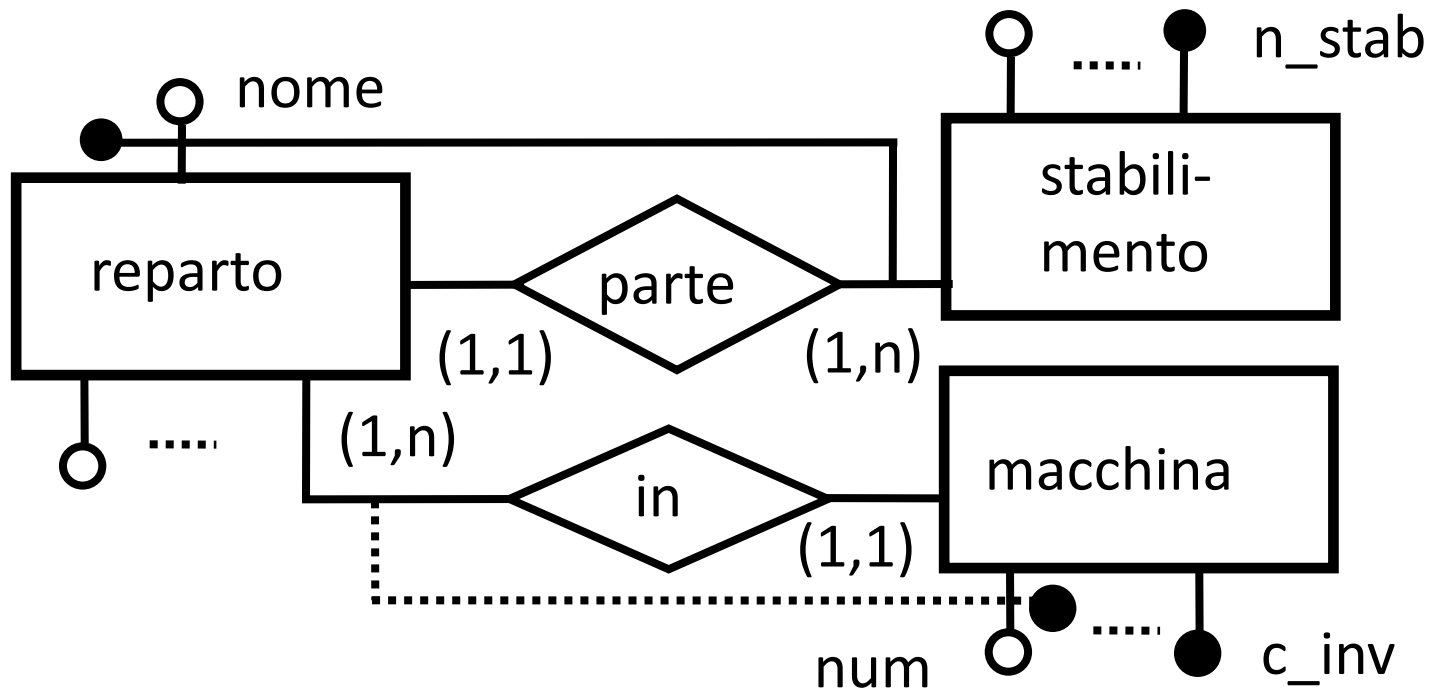 n_stab
nome
stabili-
mento
reparto
parte
(1,1)
(1,n)
(1,n)
macchina
in
(1,1)
num
c_inv